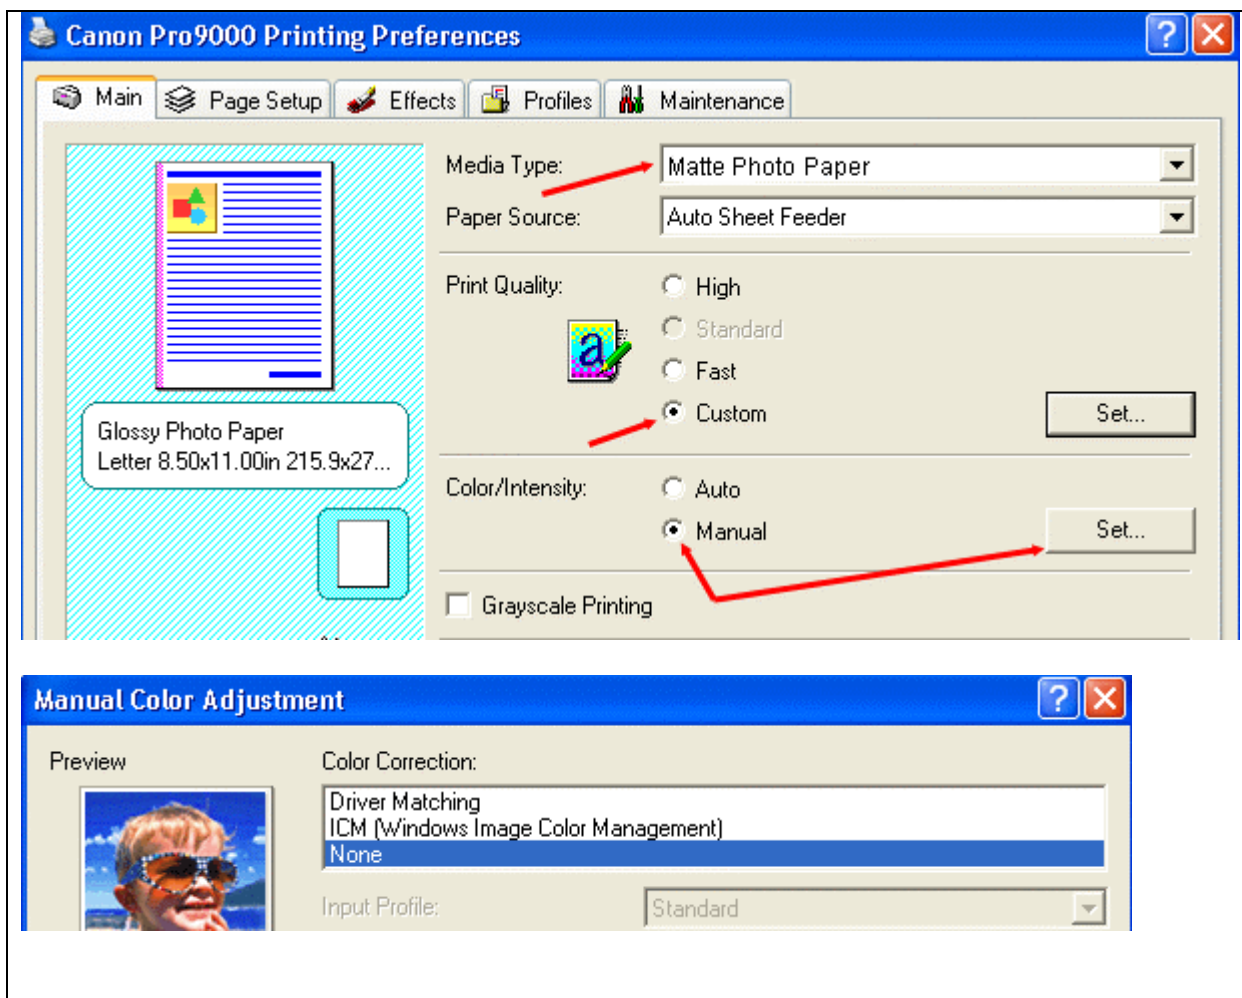 Canon Pro9000 Printing Preferences
Main Page Setup Effects Profiles Maintenance
Media Type: Matte Photo Paper
Paper Source: Auto Sheet Feeder
Print Quality: High
Standard
Fast
Custom Set...
Glossy Photo Paper
Letter 8.50x11.00in 215.9x27...
Color/Intensity: Auto
Manual Set...
Grayscale Printing
Manual Color Adjustment
Preview Color Correction:
Driver Matching
ICM (Windows Image Color Management)
None
Input Profile: Standard